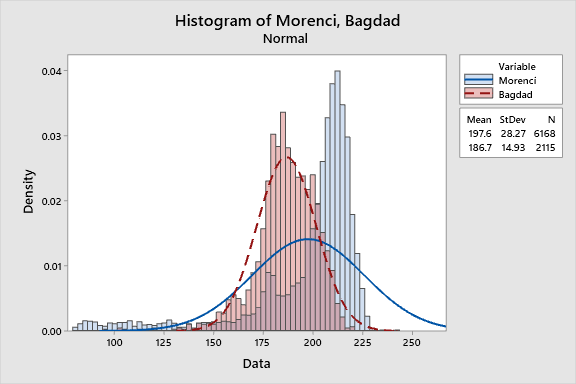 Histogram of Morenci, Bagdad
Normal
Variable
Morenci
Bagdad
Mean StDev N
197.6 28.27 6168
186.7 14.93 2115
Density
0.04
0.03
0.02
0.01
0.00
100 125 150 175 200 225 250
Data